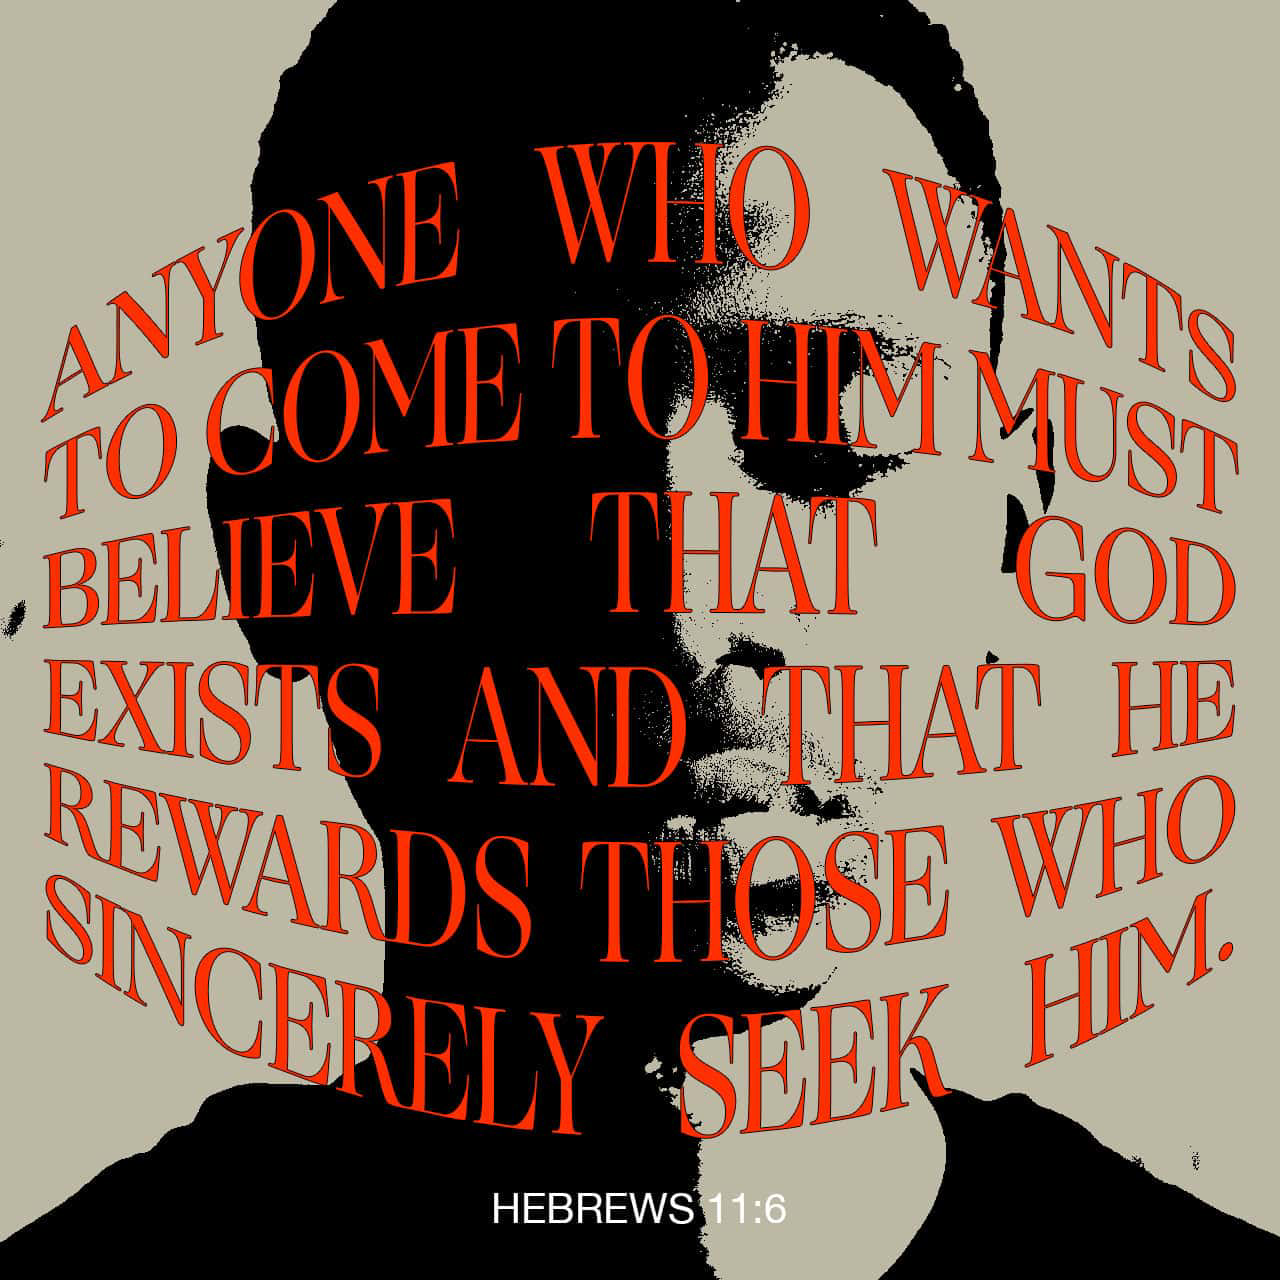 ANYONE WHO WANTS
TO COME TO HIM MUST
BELIEVE THAT GOD
EXISTS AND THAT HE
REWARDS THOSE WHO
SINCERELY SEEK HIM.
HEBREWS 11:6